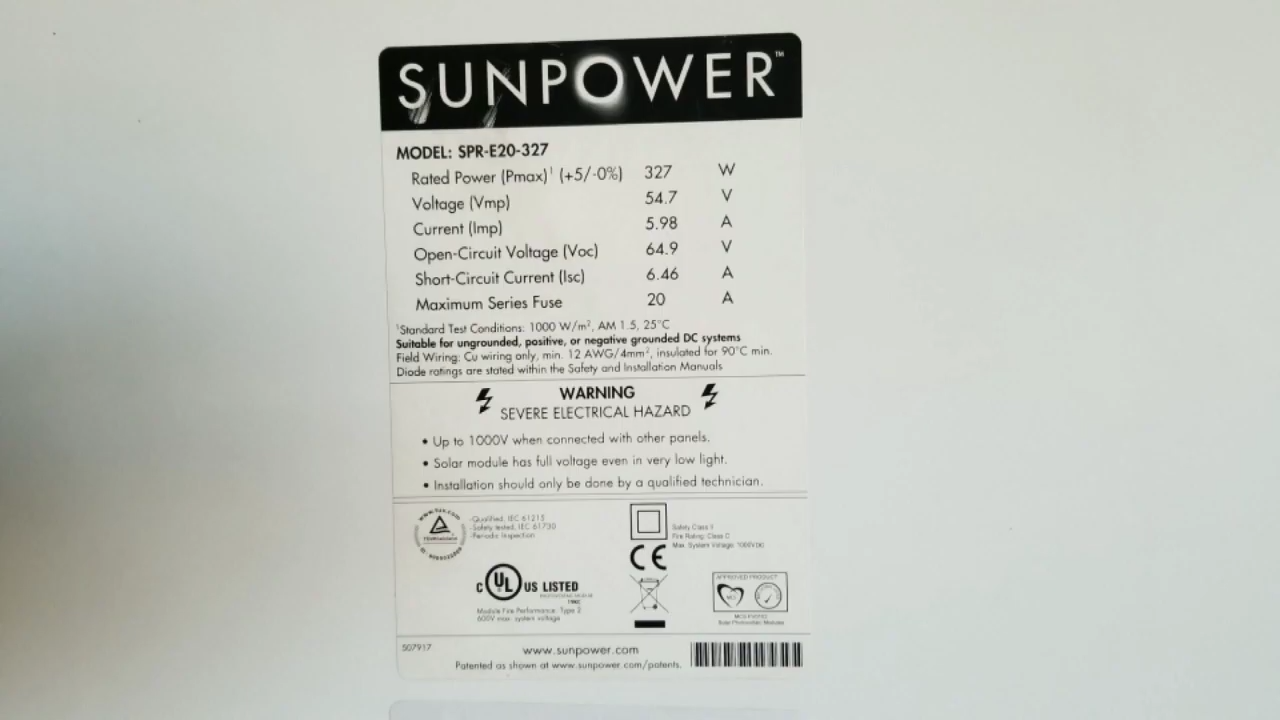 SUNPOWER™
MODEL: SPR-E20-327
Rated Power (Pmax)¹ (+5/-0%) 327 W
Voltage (Vmp) 54.7 V
Current (Imp) 5.98 A
Open-Circuit Voltage (Voc) 64.9 V
Short-Circuit Current (Isc) 6.46 A
Maximum Series Fuse 20 A
¹Standard Test Conditions: 1000 W/m², AM 1.5, 25°C
Suitable for ungrounded, positive, or negative grounded DC systems
Field Wiring: Cu wiring only, min. 12 AWG/4mm², insulated for 90°C min.
Diode ratings are stated within the Safety and Installation Manuals
WARNING
SEVERE ELECTRICAL HAZARD
• Up to 1000V when connected with other panels.
• Solar module has full voltage even in very low light.
• Installation should only be done by a qualified technician.
-Qualified, IEC 61215
-Safety tested, IEC 61730
-Periodic Inspection
Safety Class II
Fire Rating: Class C
Max. System Voltage: 1000VDC
CE
C UL US LISTED
Module Fire Performance: Type 2
600V max. system voltage
APPROVED PRODUCT
MCS
Solar Photovoltaic Modules
507917
www.sunpower.com
Patented as shown at www.sunpower.com/patents.